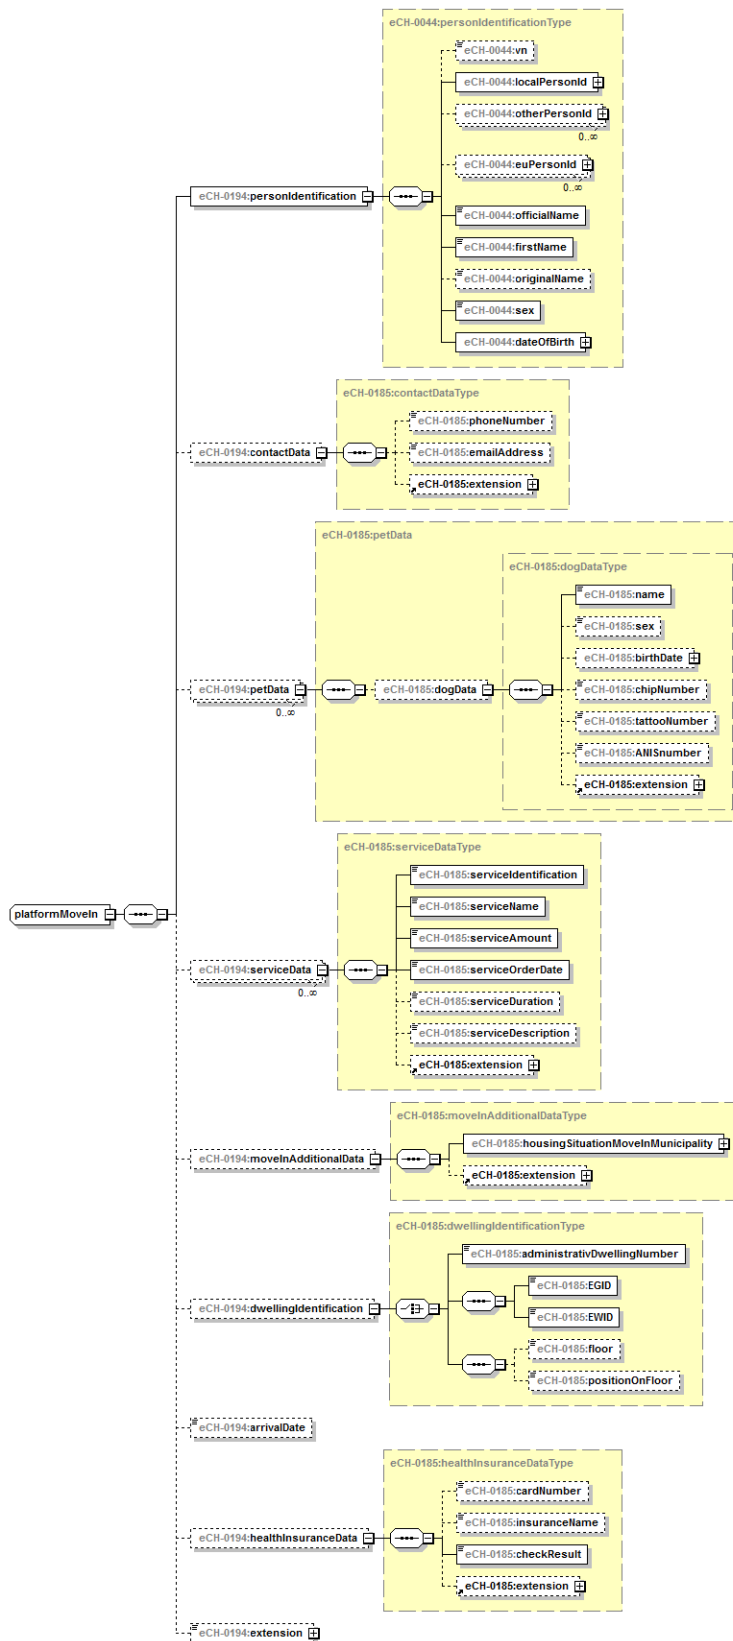 eCH-0044:personIdentificationType
eCH-0044:vn
eCH-0044:localPersonId
eCH-0044:otherPersonId
0..∞
eCH-0044:euPersonId
0..∞
eCH-0194:personIdentification
eCH-0044:officialName
eCH-0044:firstName
eCH-0044:originalName
eCH-0044:sex
eCH-0044:dateOfBirth
eCH-0185:contactDataType
eCH-0185:phoneNumber
eCH-0194:contactData
eCH-0185:emailAddress
eCH-0185:extension
eCH-0185:petData
eCH-0185:dogDataType
eCH-0185:name
eCH-0185:sex
eCH-0185:birthDate
eCH-0194:petData
0..∞
eCH-0185:dogData
eCH-0185:chipNumber
eCH-0185:tattooNumber
eCH-0185:ANISnumber
eCH-0185:extension
eCH-0185:serviceDataType
eCH-0185:serviceIdentification
eCH-0185:serviceName
platformMoveIn
eCH-0185:serviceAmount
eCH-0194:serviceData
0..∞
eCH-0185:serviceOrderDate
eCH-0185:serviceDuration
eCH-0185:serviceDescription
eCH-0185:extension
eCH-0185:moveInAdditionalDataType
eCH-0185:housingSituationMoveInMunicipality
eCH-0194:moveInAdditionalData
eCH-0185:extension
eCH-0185:dwellingIdentificationType
eCH-0185:administrativDwellingNumber
eCH-0185:EGID
eCH-0194:dwellingIdentification
eCH-0185:EWID
eCH-0185:floor
eCH-0185:positionOnFloor
eCH-0194:arrivalDate
eCH-0185:healthInsuranceDataType
eCH-0185:cardNumber
eCH-0185:insuranceName
eCH-0194:healthInsuranceData
eCH-0185:checkResult
eCH-0185:extension
eCH-0194:extension